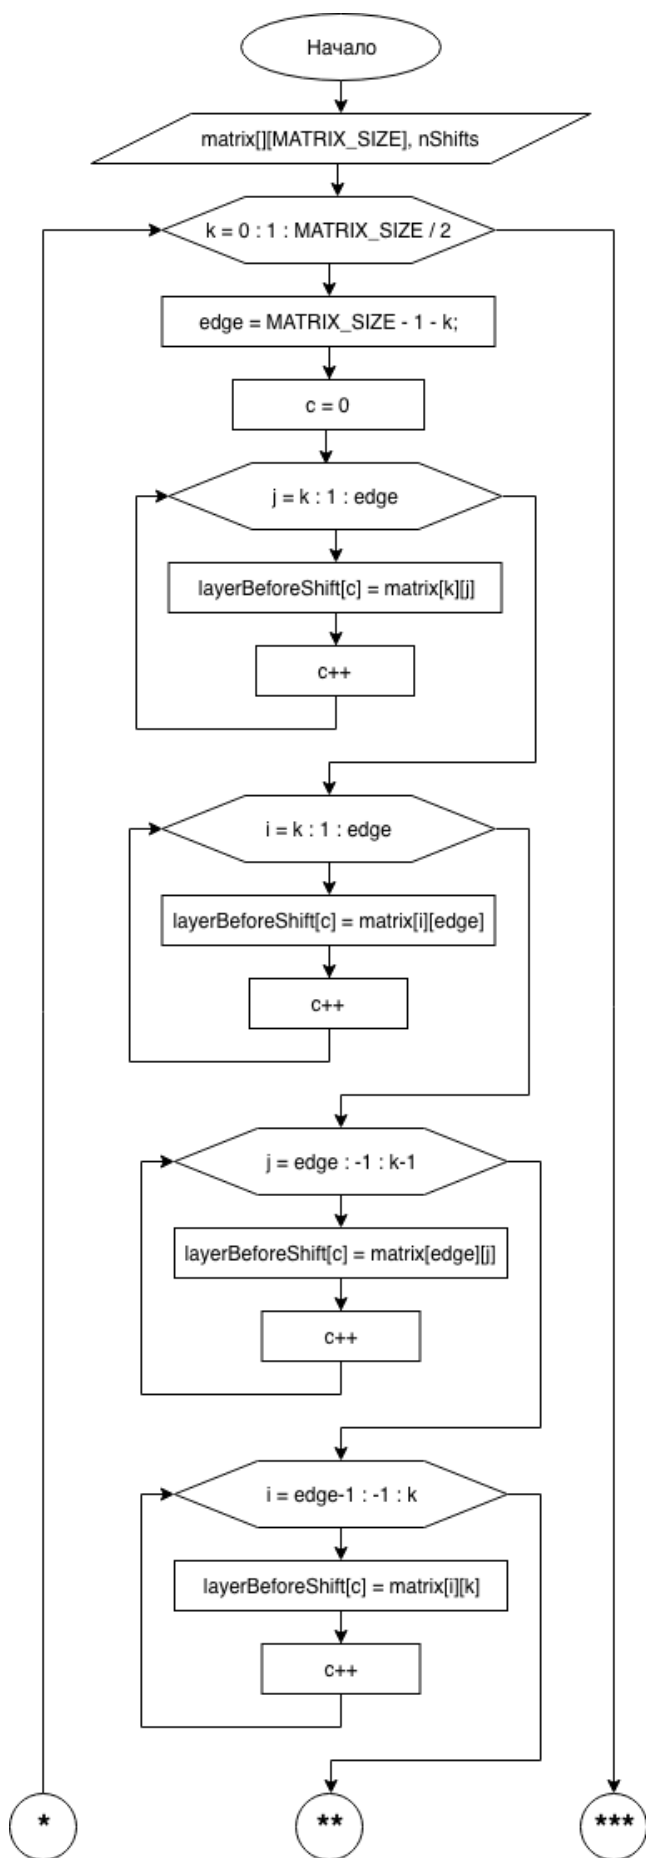 Начало
matrix[][MATRIX_SIZE], nShifts
k = 0 : 1 : MATRIX_SIZE / 2
edge = MATRIX_SIZE - 1 - k;
c = 0
j = k : 1 : edge
layerBeforeShift[c] = matrix[k][j]
c++
i = k : 1 : edge
layerBeforeShift[c] = matrix[i][edge]
c++
j = edge : -1 : k-1
layerBeforeShift[c] = matrix[edge][j]
c++
i = edge-1 : -1 : k
layerBeforeShift[c] = matrix[i][k]
c++
* ** ***